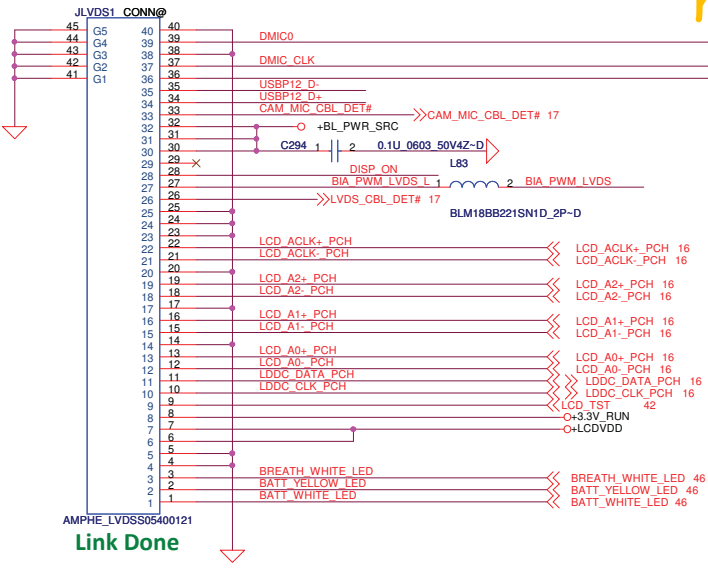 JLVDS1 CONN@
45 G5 40 40
44 G4 39 39 DMIC0
43 G3 38 38
42 G2 37 37 DMIC_CLK
41 G1 36 36
35 35 USBP12_D-
34 34 USBP12_D+
33 33 CAM_MIC_CBL_DET# CAM_MIC_CBL_DET# 17
32 32 +BL_PWR_SRC
31 31
30 30 C294 1 2 0.1U_0603_50V4Z~D
29 29 L83
28 28 DISP_ON
27 27 BIA_PWM_LVDS_L 1 2 BIA_PWM_LVDS
26 26 LVDS_CBL_DET# 17
BLM18BB221SN1D_2P~D
25 25
24 24
23 23
22 22 LCD_ACLK+_PCH LCD_ACLK+_PCH 16
21 21 LCD_ACLK-_PCH LCD_ACLK-_PCH 16
20 20
19 19 LCD_A2+_PCH LCD_A2+_PCH 16
18 18 LCD_A2-_PCH LCD_A2-_PCH 16
17 17
16 16 LCD_A1+_PCH LCD_A1+_PCH 16
15 15 LCD_A1-_PCH LCD_A1-_PCH 16
14 14
13 13 LCD_A0+_PCH LCD_A0+_PCH 16
12 12 LCD_A0-_PCH LCD_A0-_PCH 16
11 11 LDDC_DATA_PCH LDDC_DATA_PCH 16
10 10 LDDC_CLK_PCH LDDC_CLK_PCH 16
9 9 LCD_TST 42
8 8 +3.3V_RUN
7 7 +LCDVDD
6 6
5 5
4 4
3 3 BREATH_WHITE_LED BREATH_WHITE_LED 46
2 2 BATT_YELLOW_LED BATT_YELLOW_LED 46
1 1 BATT_WHITE_LED BATT_WHITE_LED 46
AMPHE_LVDSS05400121
Link Done